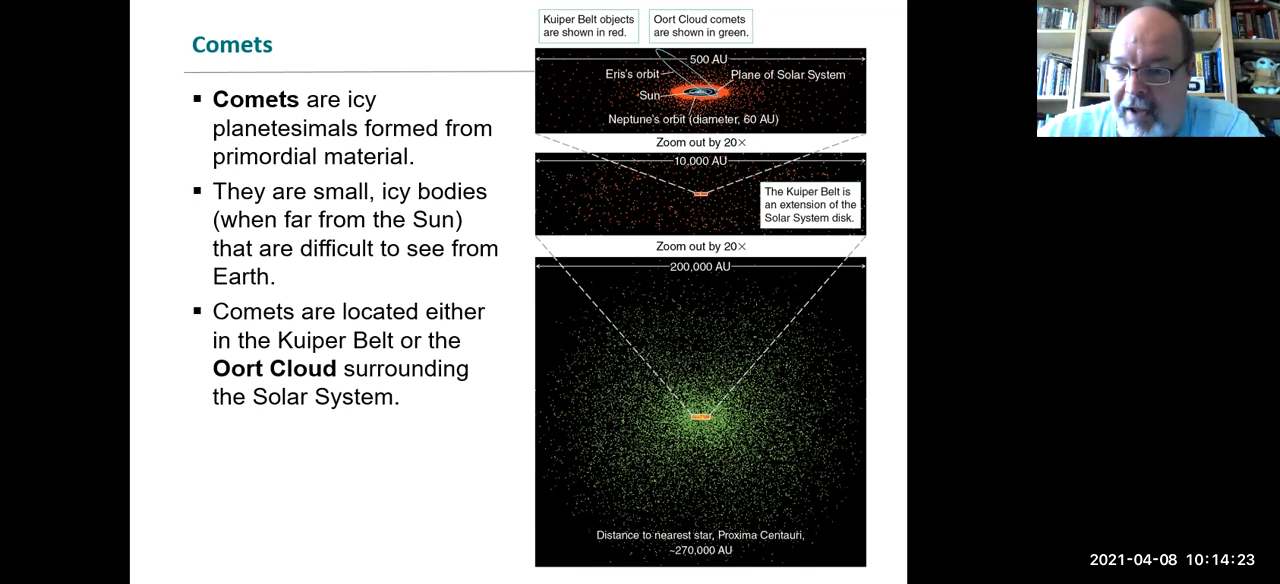 Comets
▪ Comets are icy
planetesimals formed from
primordial material.
▪ They are small, icy bodies
(when far from the Sun)
that are difficult to see from
Earth.
▪ Comets are located either
in the Kuiper Belt or the
Oort Cloud surrounding
the Solar System.
Kuiper Belt objects
are shown in red.
Oort Cloud comets
are shown in green.
500 AU
Eris's orbit
Plane of Solar System
Sun
Neptune's orbit (diameter, 60 AU)
Zoom out by 20×
10,000 AU
The Kuiper Belt is
an extension of the
Solar System disk.
Zoom out by 20×
200,000 AU
Distance to nearest star, Proxima Centauri,
~270,000 AU
2021-04-08 10:14:23